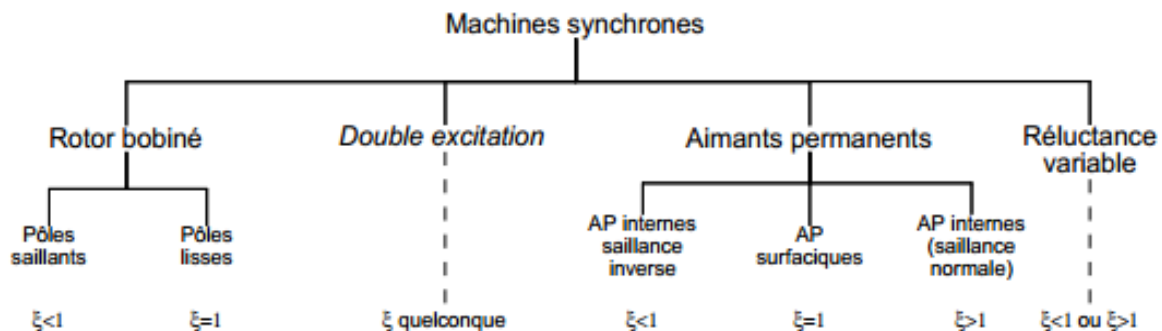 Machines synchrones
Rotor bobiné
Double excitation
Aimants permanents
Réluctance
variable
Pôles
saillants
Pôles
lisses
AP internes
saillance
inverse
AP
surfaciques
AP internes
(saillance
normale)
ξ<1
ξ=1
ξ quelconque
ξ<1
ξ=1
ξ>1
ξ<1 ou ξ>1